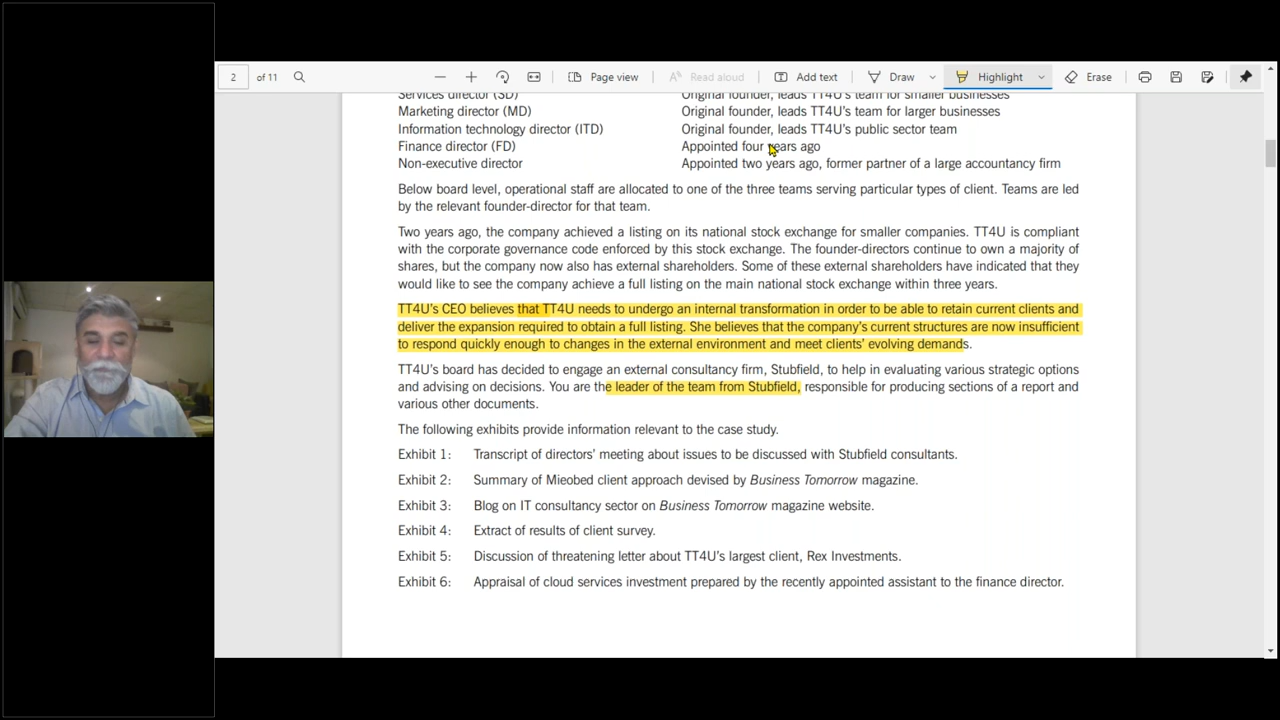 2 of 11 Page view Read aloud Add text Draw Highlight Erase
Services director (SD) Original founder, leads TT4U's team for smaller businesses
Marketing director (MD) Original founder, leads TT4U's team for larger businesses
Information technology director (ITD) Original founder, leads TT4U's public sector team
Finance director (FD) Appointed four years ago
Non-executive director Appointed two years ago, former partner of a large accountancy firm
Below board level, operational staff are allocated to one of the three teams serving particular types of client. Teams are led
by the relevant founder-director for that team.
Two years ago, the company achieved a listing on its national stock exchange for smaller companies. TT4U is compliant
with the corporate governance code enforced by this stock exchange. The founder-directors continue to own a majority of
shares, but the company now also has external shareholders. Some of these external shareholders have indicated that they
would like to see the company achieve a full listing on the main national stock exchange within three years.
TT4U's CEO believes that TT4U needs to undergo an internal transformation in order to be able to retain current clients and
deliver the expansion required to obtain a full listing. She believes that the company's current structures are now insufficient
to respond quickly enough to changes in the external environment and meet clients' evolving demands.
TT4U's board has decided to engage an external consultancy firm, Stubfield, to help in evaluating various strategic options
and advising on decisions. You are the leader of the team from Stubfield, responsible for producing sections of a report and
various other documents.
The following exhibits provide information relevant to the case study.
Exhibit 1: Transcript of directors' meeting about issues to be discussed with Stubfield consultants.
Exhibit 2: Summary of Mieobed client approach devised by Business Tomorrow magazine.
Exhibit 3: Blog on IT consultancy sector on Business Tomorrow magazine website.
Exhibit 4: Extract of results of client survey.
Exhibit 5: Discussion of threatening letter about TT4U's largest client, Rex Investments.
Exhibit 6: Appraisal of cloud services investment prepared by the recently appointed assistant to the finance director.